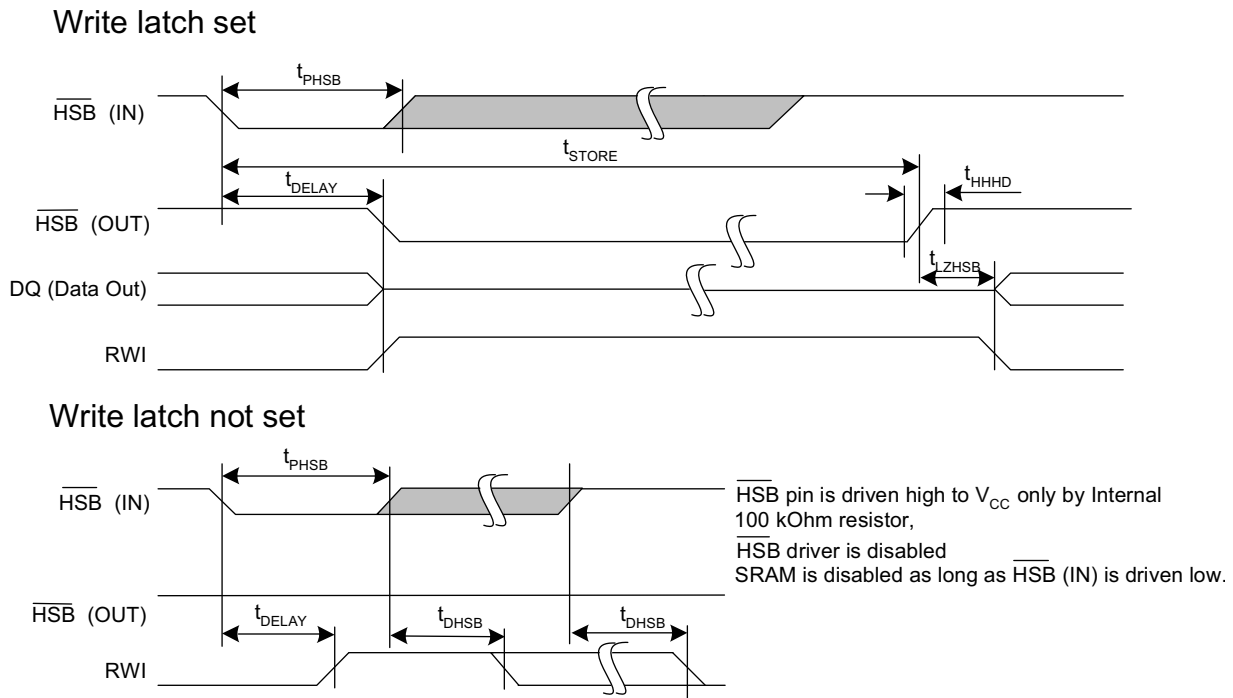 Write latch set
tPHSB
HSB (IN)
tSTORE
tHHHD
tDELAY
HSB (OUT)
tLZHSB
DQ (Data Out)
RWI
Write latch not set
tPHSB
HSB (IN)
HSB pin is driven high to VCC only by Internal
100 kOhm resistor,
HSB driver is disabled
SRAM is disabled as long as HSB (IN) is driven low.
HSB (OUT)
tDELAY
tDHSB
tDHSB
RWI